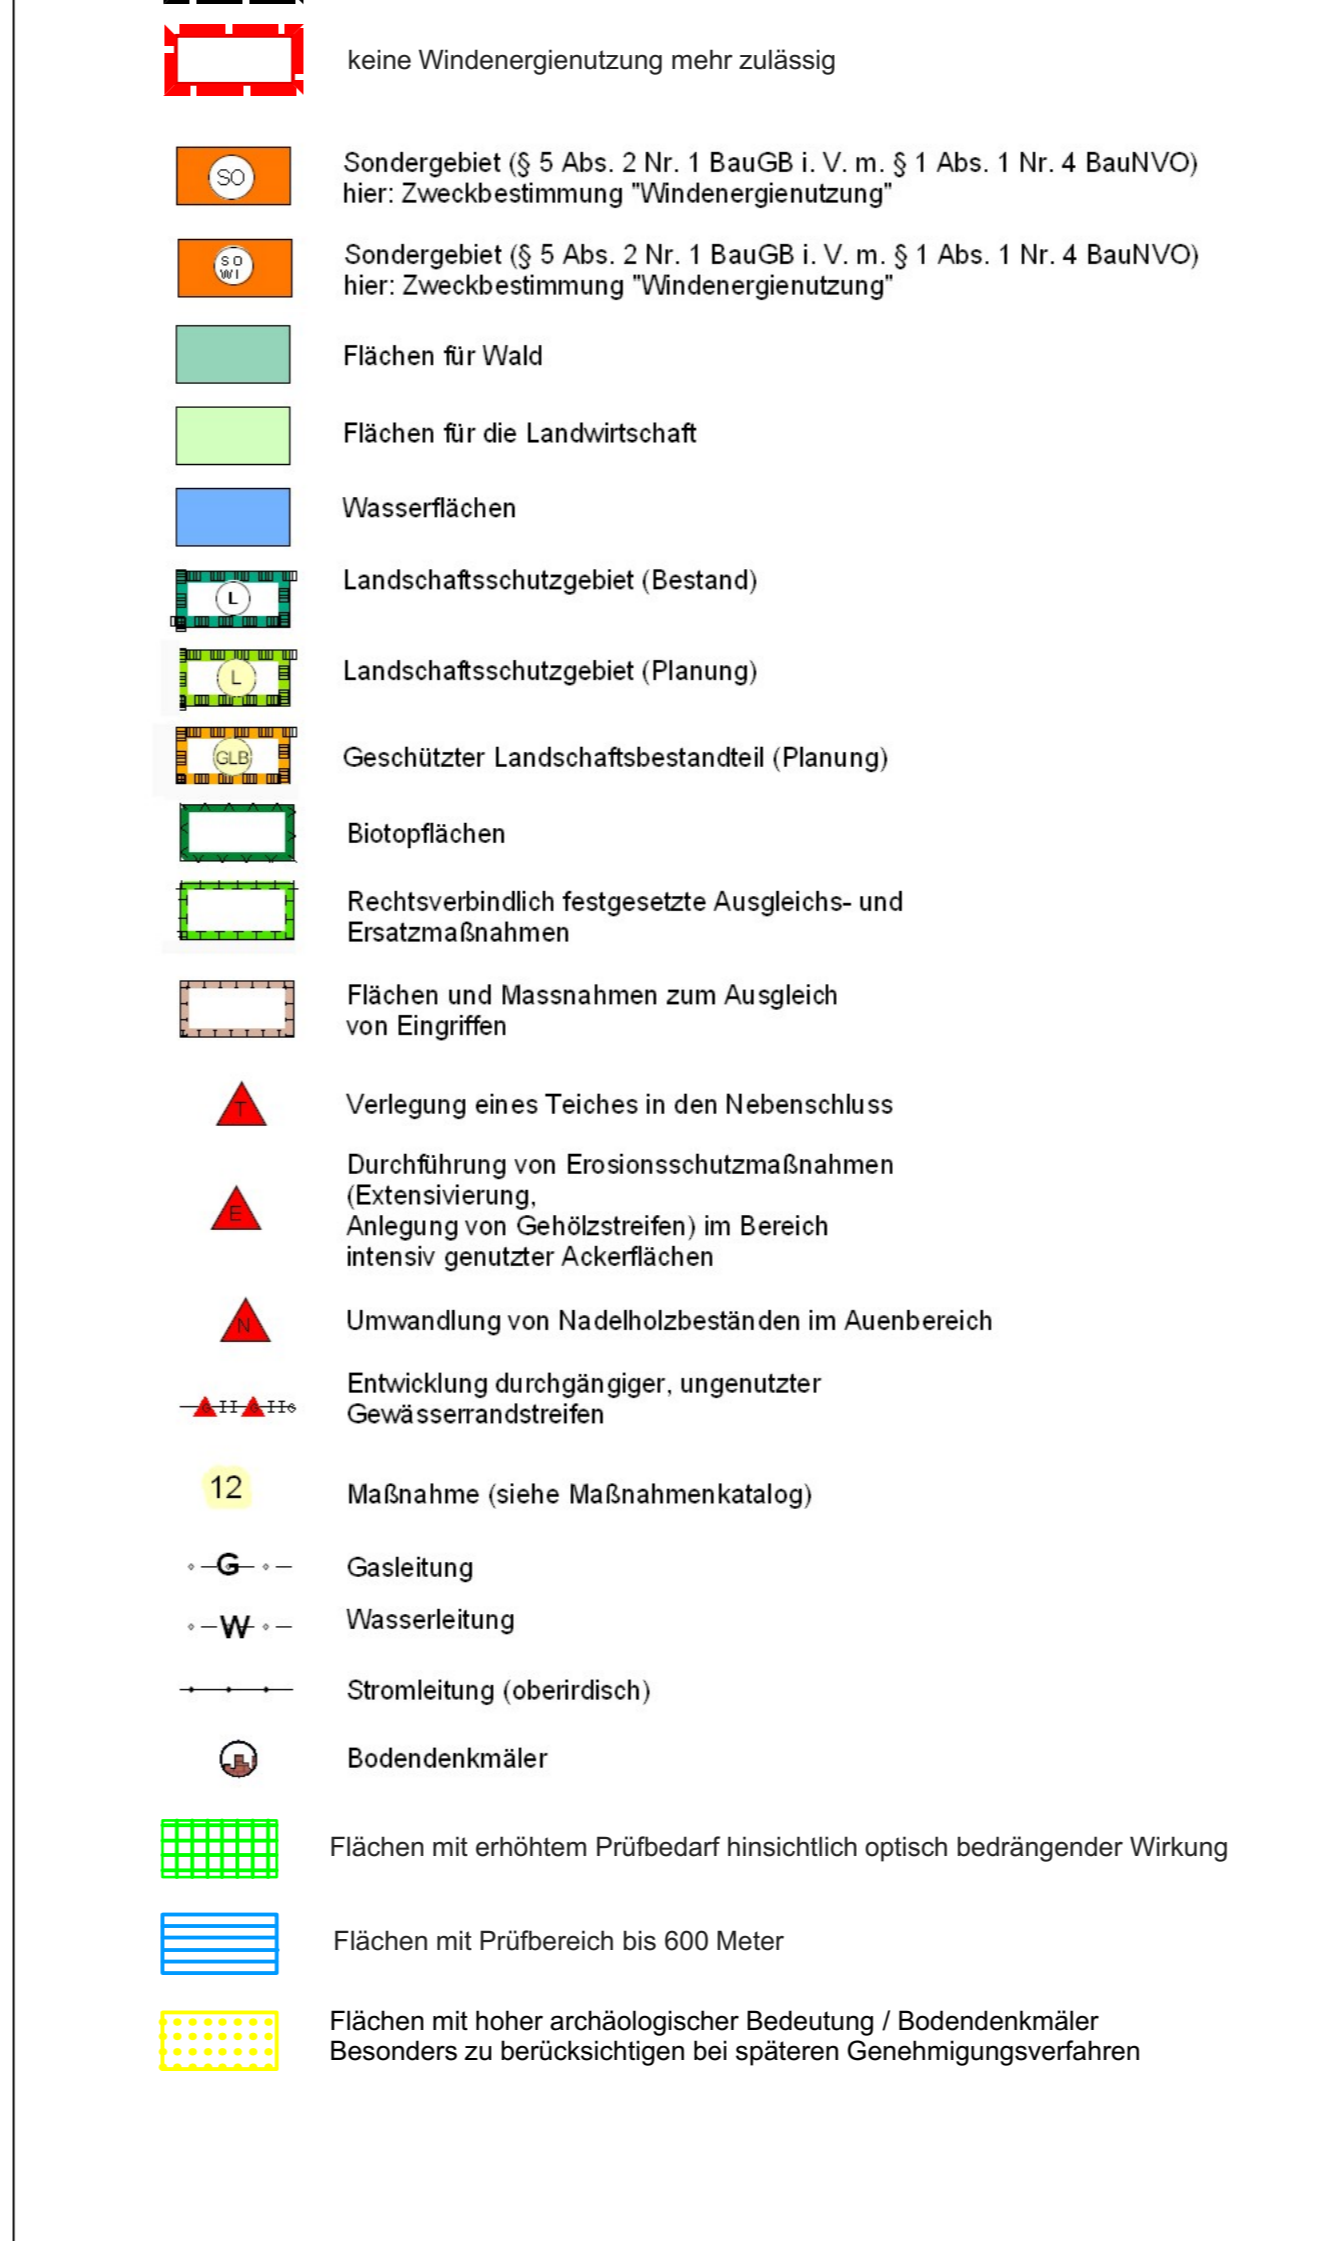 keine Windenergienutzung mehr zulässig
SO
Sondergebiet (§ 5 Abs. 2 Nr. 1 BauGB i. V. m. § 1 Abs. 1 Nr. 4 BauNVO)
hier: Zweckbestimmung "Windenergienutzung"
SO
WI
Sondergebiet (§ 5 Abs. 2 Nr. 1 BauGB i. V. m. § 1 Abs. 1 Nr. 4 BauNVO)
hier: Zweckbestimmung "Windenergienutzung"
Flächen für Wald
Flächen für die Landwirtschaft
Wasserflächen
L
Landschaftsschutzgebiet (Bestand)
L
Landschaftsschutzgebiet (Planung)
GLB
Geschützter Landschaftsbestandteil (Planung)
Biotopflächen
Rechtsverbindlich festgesetzte Ausgleichs- und
Ersatzmaßnahmen
Flächen und Massnahmen zum Ausgleich
von Eingriffen
T
Verlegung eines Teiches in den Nebenschluss
E
Durchführung von Erosionsschutzmaßnahmen
(Extensivierung,
Anlegung von Gehölzstreifen) im Bereich
intensiv genutzter Ackerflächen
N
Umwandlung von Nadelholzbeständen im Auenbereich
Entwicklung durchgängiger, ungenutzter
Gewässerrandstreifen
12
Maßnahme (siehe Maßnahmenkatalog)
G
Gasleitung
W
Wasserleitung
Stromleitung (oberirdisch)
Bodendenkmäler
Flächen mit erhöhtem Prüfbedarf hinsichtlich optisch bedrängender Wirkung
Flächen mit Prüfbereich bis 600 Meter
Flächen mit hoher archäologischer Bedeutung / Bodendenkmäler
Besonders zu berücksichtigen bei späteren Genehmigungsverfahren